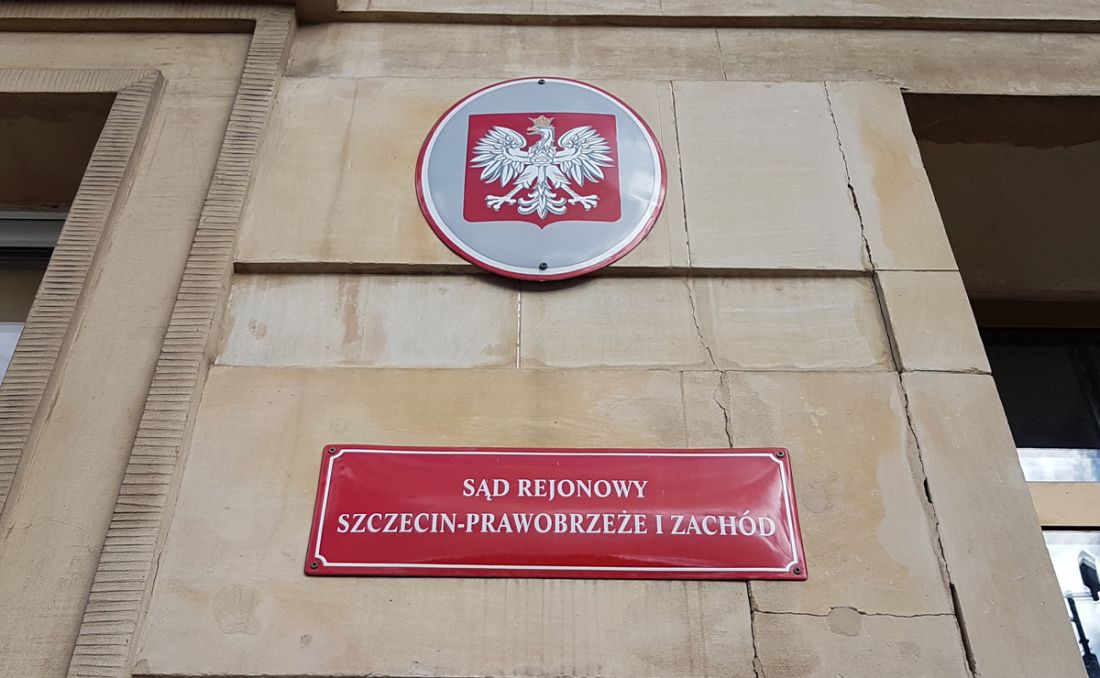 SĄD REJONOWY
SZCZECIN-PRAWOBRZEŻE I ZACHÓD